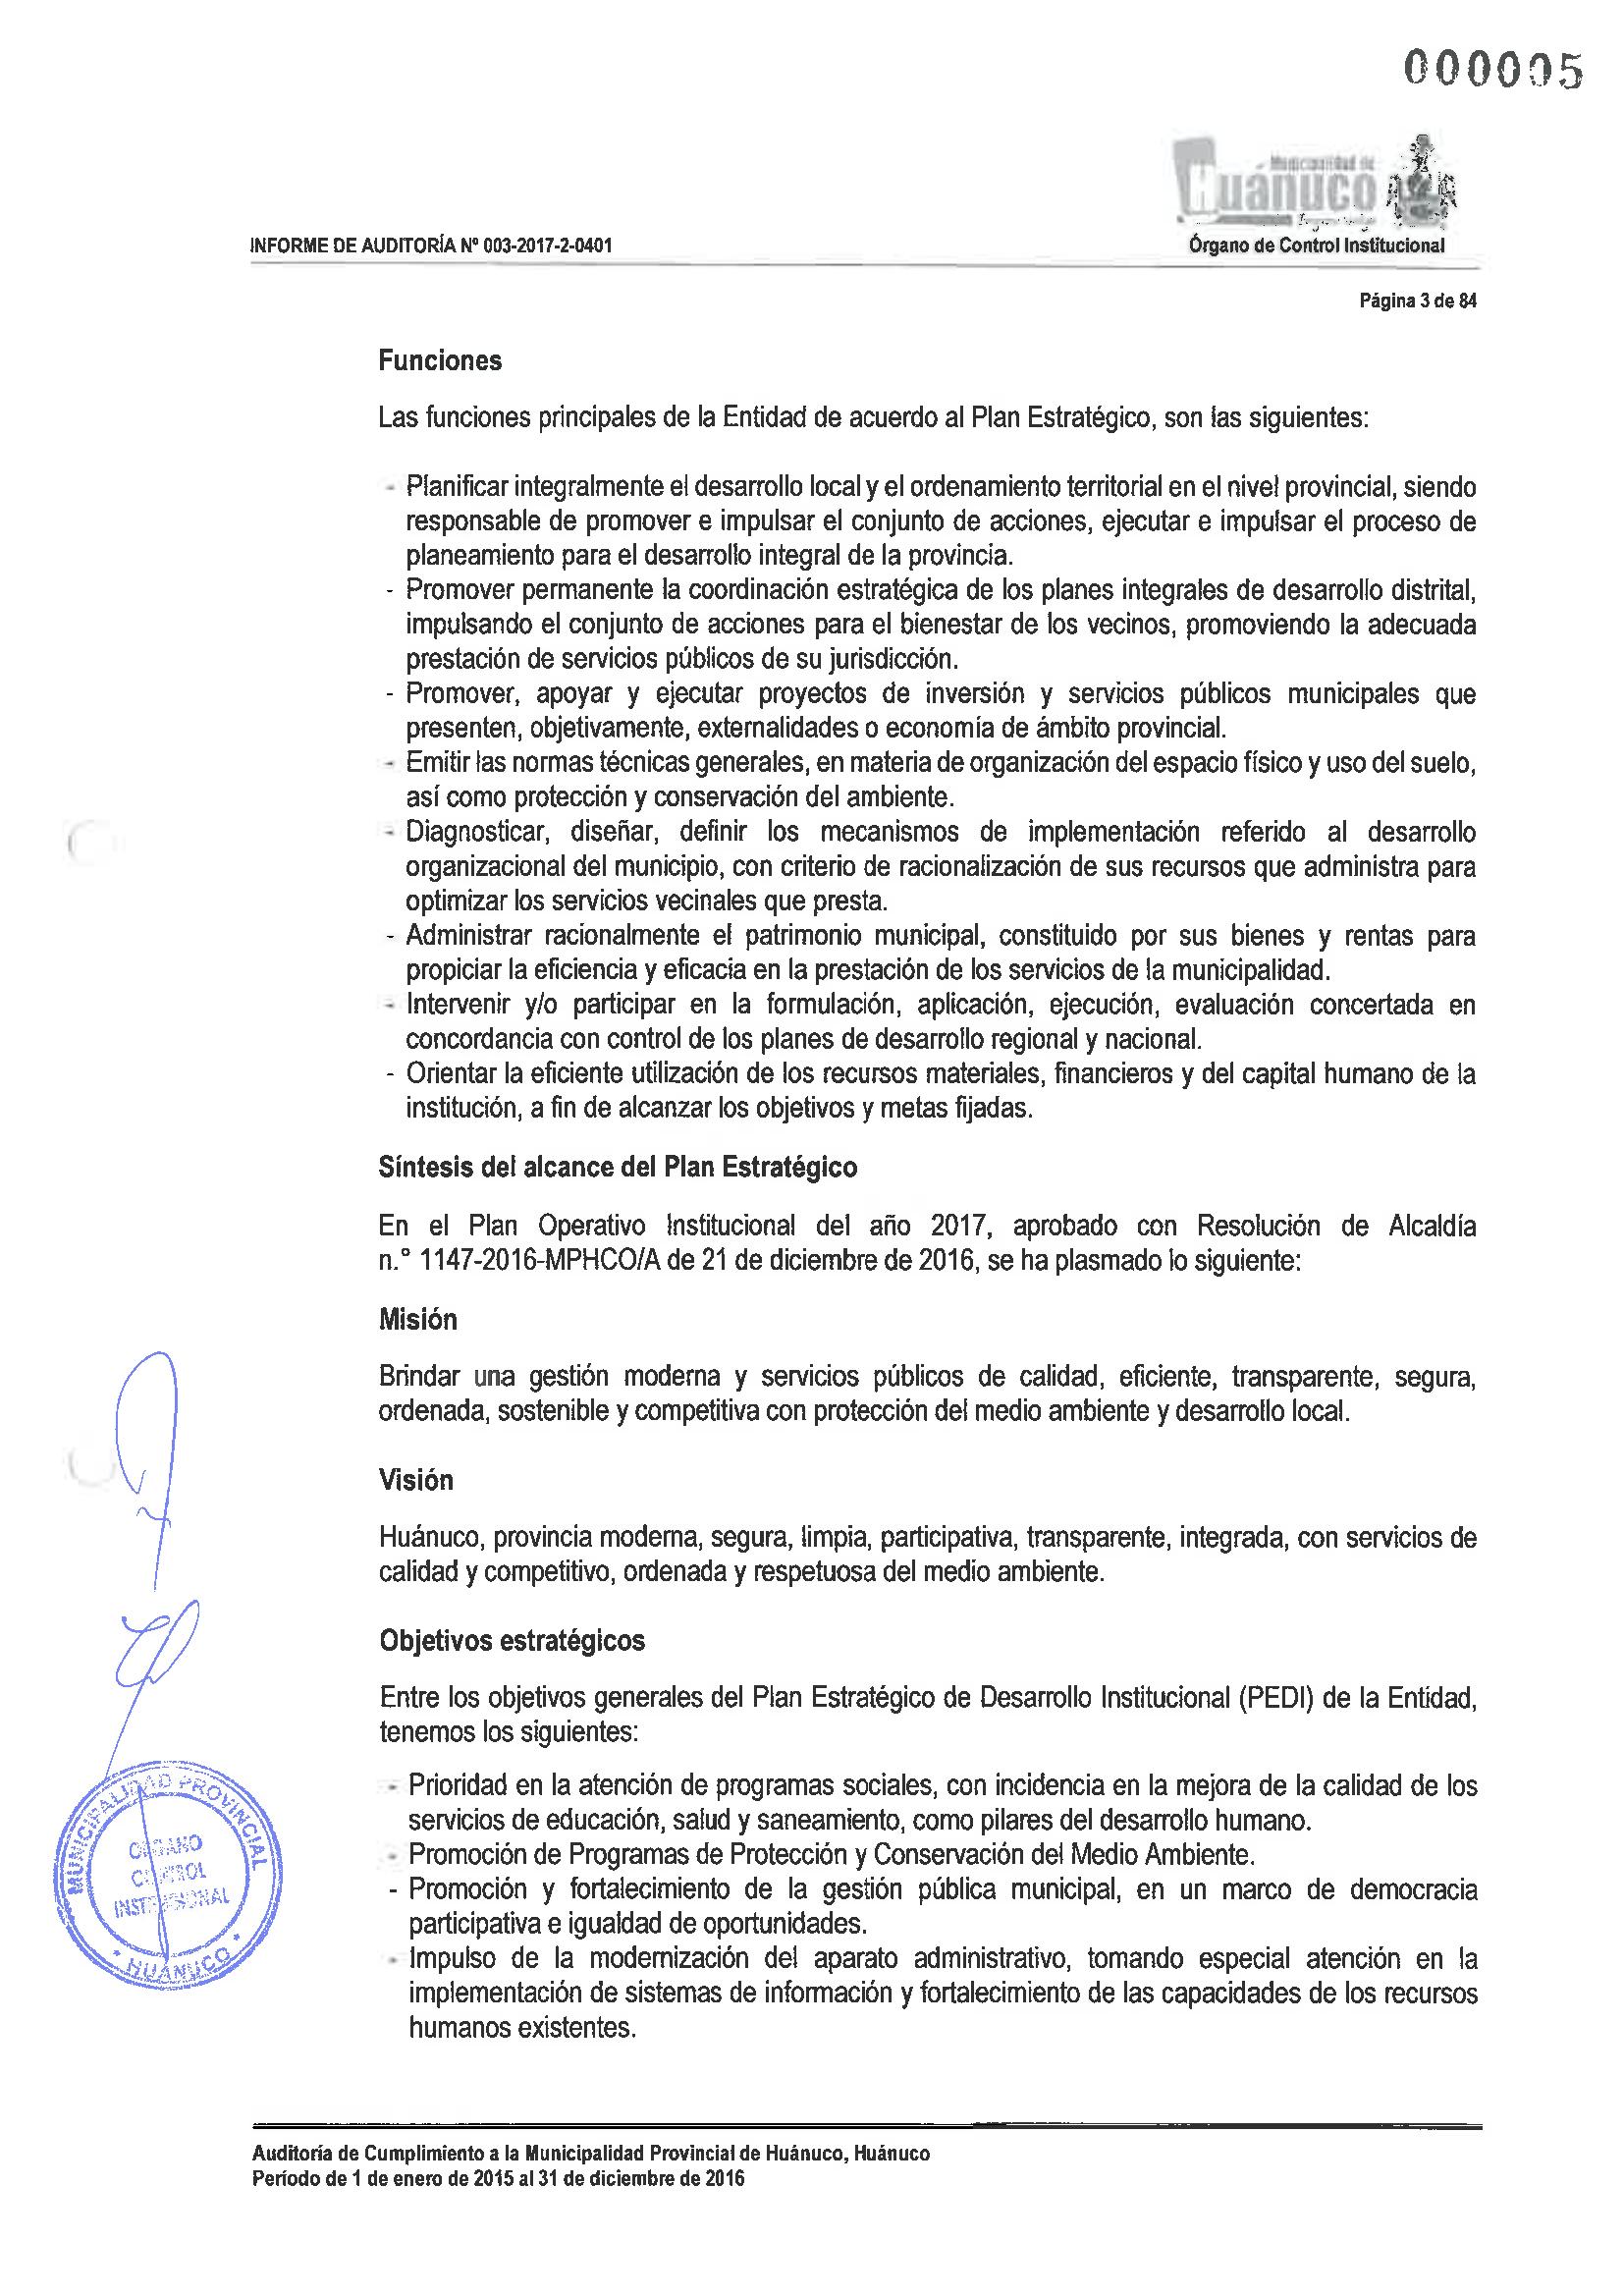 000005
Municipalidad de
Huánuco
INFORME DE AUDITORÍA Nº 003-2017-2-0401
Órgano de Control Institucional
Página 3 de 84
Funciones
Las funciones principales de la Entidad de acuerdo al Plan Estratégico, son las siguientes:
- Planificar integralmente el desarrollo local y el ordenamiento territorial en el nivel provincial, siendo
responsable de promover e impulsar el conjunto de acciones, ejecutar e impulsar el proceso de
planeamiento para el desarrollo integral de la provincia.
- Promover permanente la coordinación estratégica de los planes integrales de desarrollo distrital,
impulsando el conjunto de acciones para el bienestar de los vecinos, promoviendo la adecuada
prestación de servicios públicos de su jurisdicción.
- Promover, apoyar y ejecutar proyectos de inversión y servicios públicos municipales que
presenten, objetivamente, externalidades o economía de ámbito provincial.
- Emitir las normas técnicas generales, en materia de organización del espacio físico y uso del suelo,
así como protección y conservación del ambiente.
- Diagnosticar, diseñar, definir los mecanismos de implementación referido al desarrollo
organizacional del municipio, con criterio de racionalización de sus recursos que administra para
optimizar los servicios vecinales que presta.
- Administrar racionalmente el patrimonio municipal, constituido por sus bienes y rentas para
propiciar la eficiencia y eficacia en la prestación de los servicios de la municipalidad.
- Intervenir y/o participar en la formulación, aplicación, ejecución, evaluación concertada en
concordancia con control de los planes de desarrollo regional y nacional.
- Orientar la eficiente utilización de los recursos materiales, financieros y del capital humano de la
institución, a fin de alcanzar los objetivos y metas fijadas.
Síntesis del alcance del Plan Estratégico
En el Plan Operativo Institucional del año 2017, aprobado con Resolución de Alcaldía
n.° 1147-2016-MPHCO/A de 21 de diciembre de 2016, se ha plasmado lo siguiente:
Misión
Brindar una gestión moderna y servicios públicos de calidad, eficiente, transparente, segura,
ordenada, sostenible y competitiva con protección del medio ambiente y desarrollo local.
Visión
Huánuco, provincia moderna, segura, limpia, participativa, transparente, integrada, con servicios de
calidad y competitivo, ordenada y respetuosa del medio ambiente.
Objetivos estratégicos
Entre los objetivos generales del Plan Estratégico de Desarrollo Institucional (PEDI) de la Entidad,
tenemos los siguientes:
- Prioridad en la atención de programas sociales, con incidencia en la mejora de la calidad de los
servicios de educación, salud y saneamiento, como pilares del desarrollo humano.
- Promoción de Programas de Protección y Conservación del Medio Ambiente.
- Promoción y fortalecimiento de la gestión pública municipal, en un marco de democracia
participativa e igualdad de oportunidades.
- Impulso de la modernización del aparato administrativo, tomando especial atención en la
implementación de sistemas de información y fortalecimiento de las capacidades de los recursos
humanos existentes.
MUNICIPALIDAD PROVINCIAL
ORGANO
CONTROL
INSTITUCIONAL
* HUÁNUCO *
Auditoría de Cumplimiento a la Municipalidad Provincial de Huánuco, Huánuco
Período de 1 de enero de 2015 al 31 de diciembre de 2016